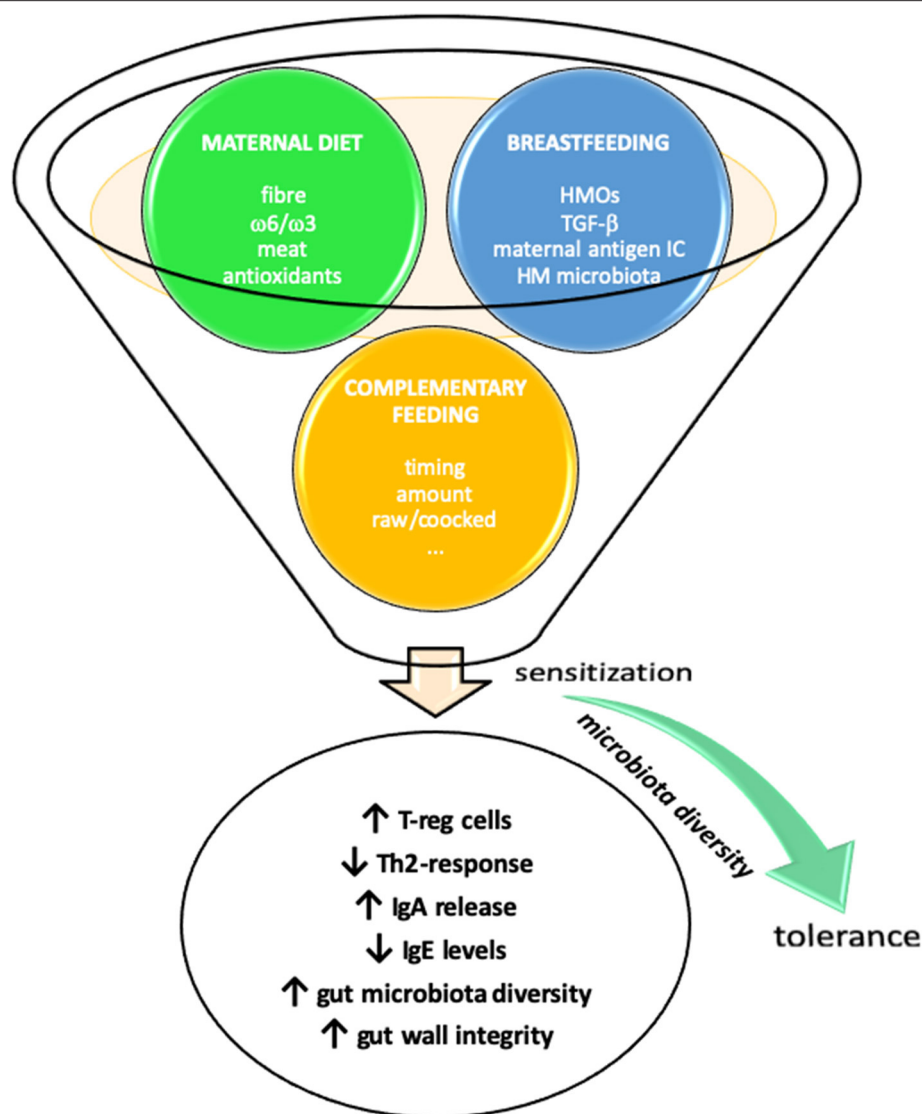 MATERNAL DIET
fibre
ω6/ω3
meat
antioxidants
BREASTFEEDING
HMOs
TGF-β
maternal antigen IC
HM microbiota
COMPLEMENTARY
FEEDING
timing
amount
raw/coocked
...
sensitization
microbiota diversity
tolerance
↑ T-reg cells
↓ Th2-response
↑ IgA release
↓ IgE levels
↑ gut microbiota diversity
↑ gut wall integrity